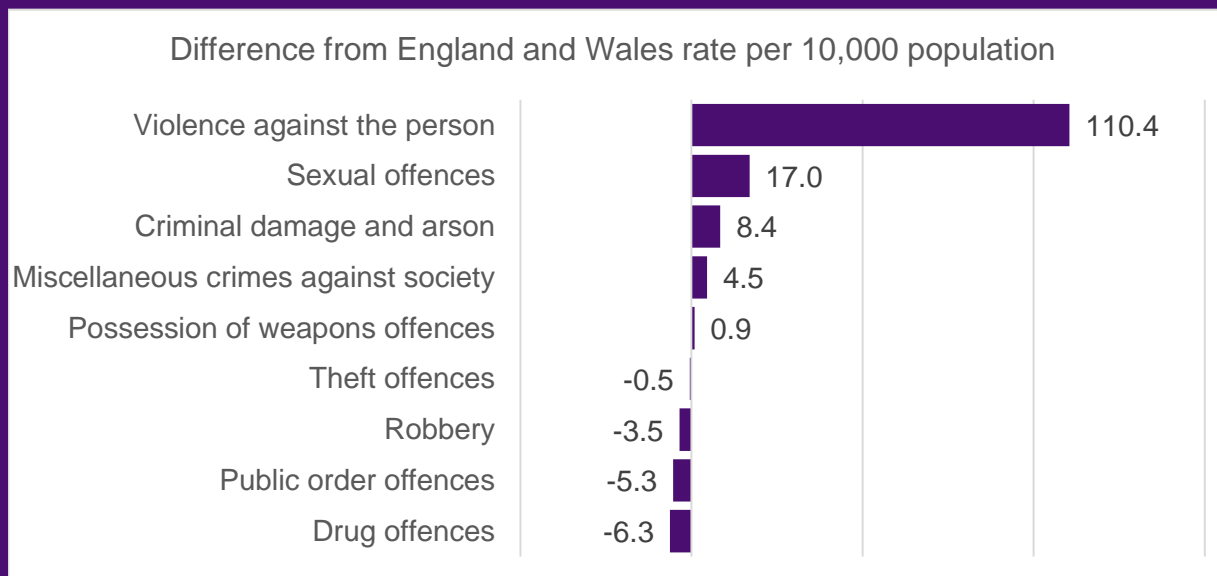 Difference from England and Wales rate per 10,000 population
Violence against the person 110.4
Sexual offences 17.0
Criminal damage and arson 8.4
Miscellaneous crimes against society 4.5
Possession of weapons offences 0.9
Theft offences -0.5
Robbery -3.5
Public order offences -5.3
Drug offences -6.3